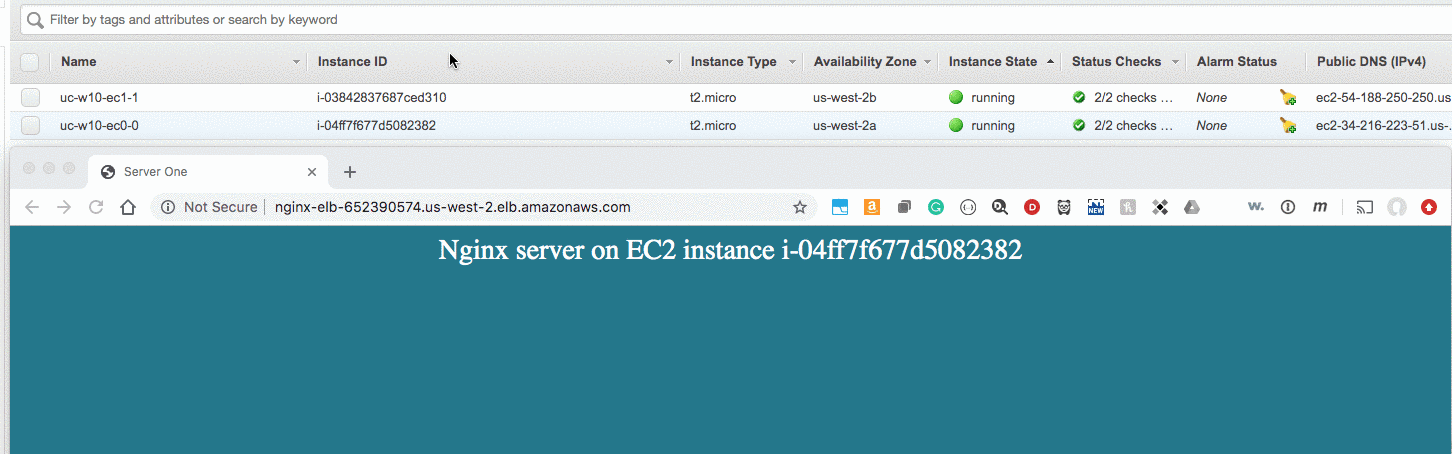 Filter by tags and attributes or search by keyword
Name Instance ID Instance Type Availability Zone Instance State Status Checks Alarm Status Public DNS (IPv4)
uc-w10-ec1-1 i-03842837687ced310 t2.micro us-west-2b running 2/2 checks ... None ec2-54-188-250-250.us
uc-w10-ec0-0 i-04ff7f677d5082382 t2.micro us-west-2a running 2/2 checks ... None ec2-34-216-223-51.us-
Server One
Not Secure nginx-elb-652390574.us-west-2.elb.amazonaws.com NEW w. m
Nginx server on EC2 instance i-04ff7f677d5082382